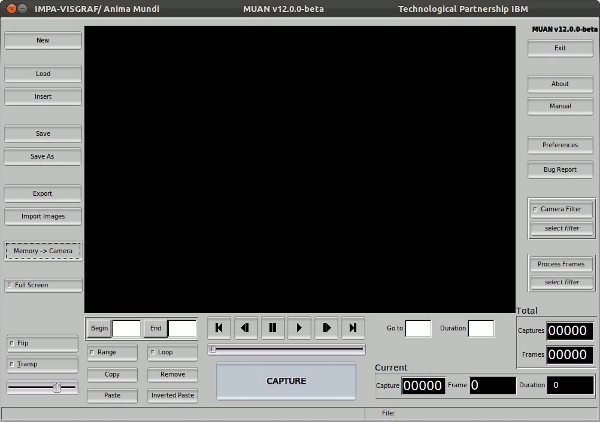 IMPA-VISGRAF/ Anima Mundi MUAN v12.0.0-beta Technological Partnership IBM
MUAN v12.0.0-beta
New
Load
Insert
Save
Save As
Export
Import Images
Memory -> Camera
Full Screen
Flip
Transp
Exit
About
Manual
Preferences
Bug Report
Camera Filter
select filter
Process Frames
select filter
Begin End
Range Loop
Copy Remove
Paste Inverted Paste
CAPTURE
Go to Duration
Total
Captures 00000
Frames 00000
Current
Capture 00000 Frame 0 Duration 0
File: